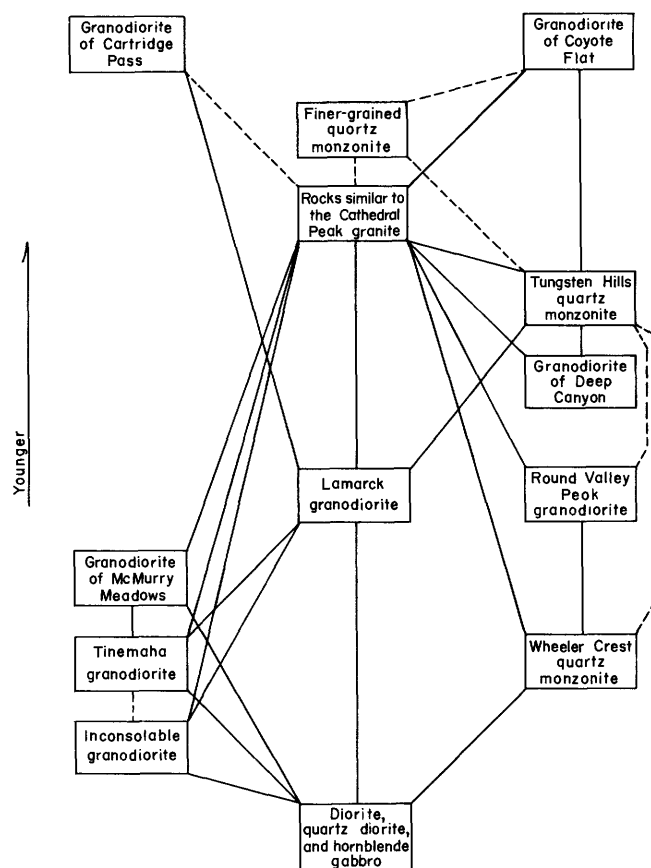 Granodiorite
of Cartridge
Pass
Granodiorite
of Coyote
Flat
Finer-grained
quortz
monzonite
Rocks similar to
the Cathedral
Peak granite
Tungsten Hills
quartz
monzonite
Granodiorite
of Deep
Canyon
Younger
Lamarck
granodiorite
Round Valley
Peak
granodiorite
Granodiorite
of McMurry
Meadows
Tinemaha
granodiorite
Wheeler Crest
quartz
monzonite
Inconsolable
granodiorite
Diorite,
quartz diorite,
and hornblende
gabbro